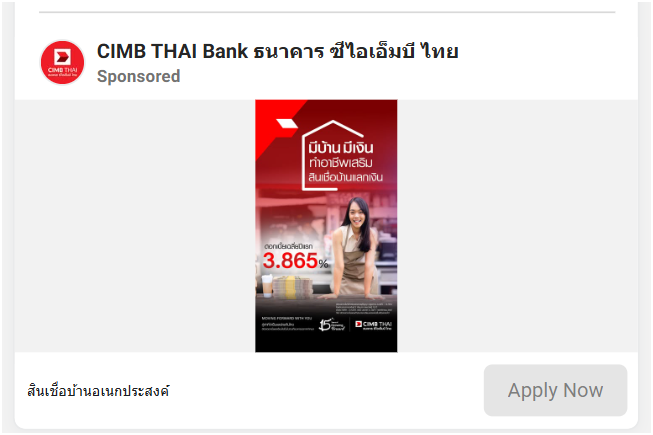 CIMB THAI Bank ธนาคาร ซีไอเอ็มบี ไทย
Sponsored
มีบ้าน มีเงิน
ทำอาชีพเสริม
สินเชื่อบ้านแลกเงิน
ดอกเบี้ยเฉลี่ยปีแรก
3.865%
MOVING FORWARD WITH YOU
CIMB THAI
สินเชื่อบ้านอเนกประสงค์
Apply Now